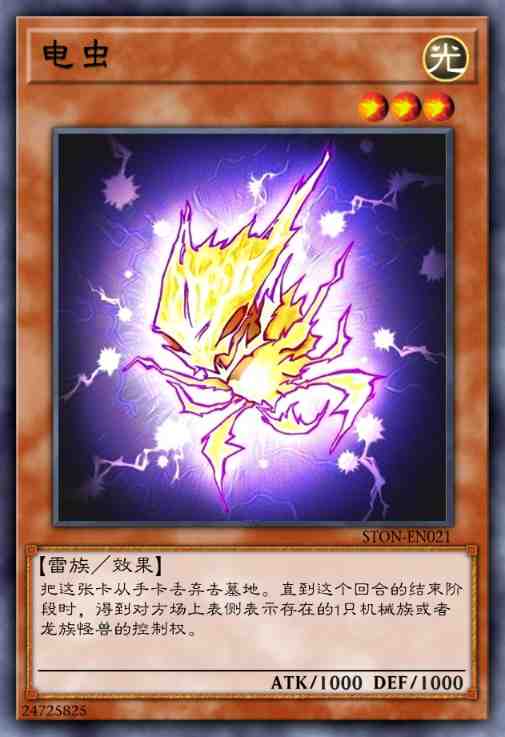 电虫
光
STON-EN021
【雷族／效果】
把这张卡从手卡丢弃去墓地。直到这个回合的结束阶
段时，得到对方场上表侧表示存在的1只机械族或者
龙族怪兽的控制权。
ATK/1000 DEF/1000
24725825